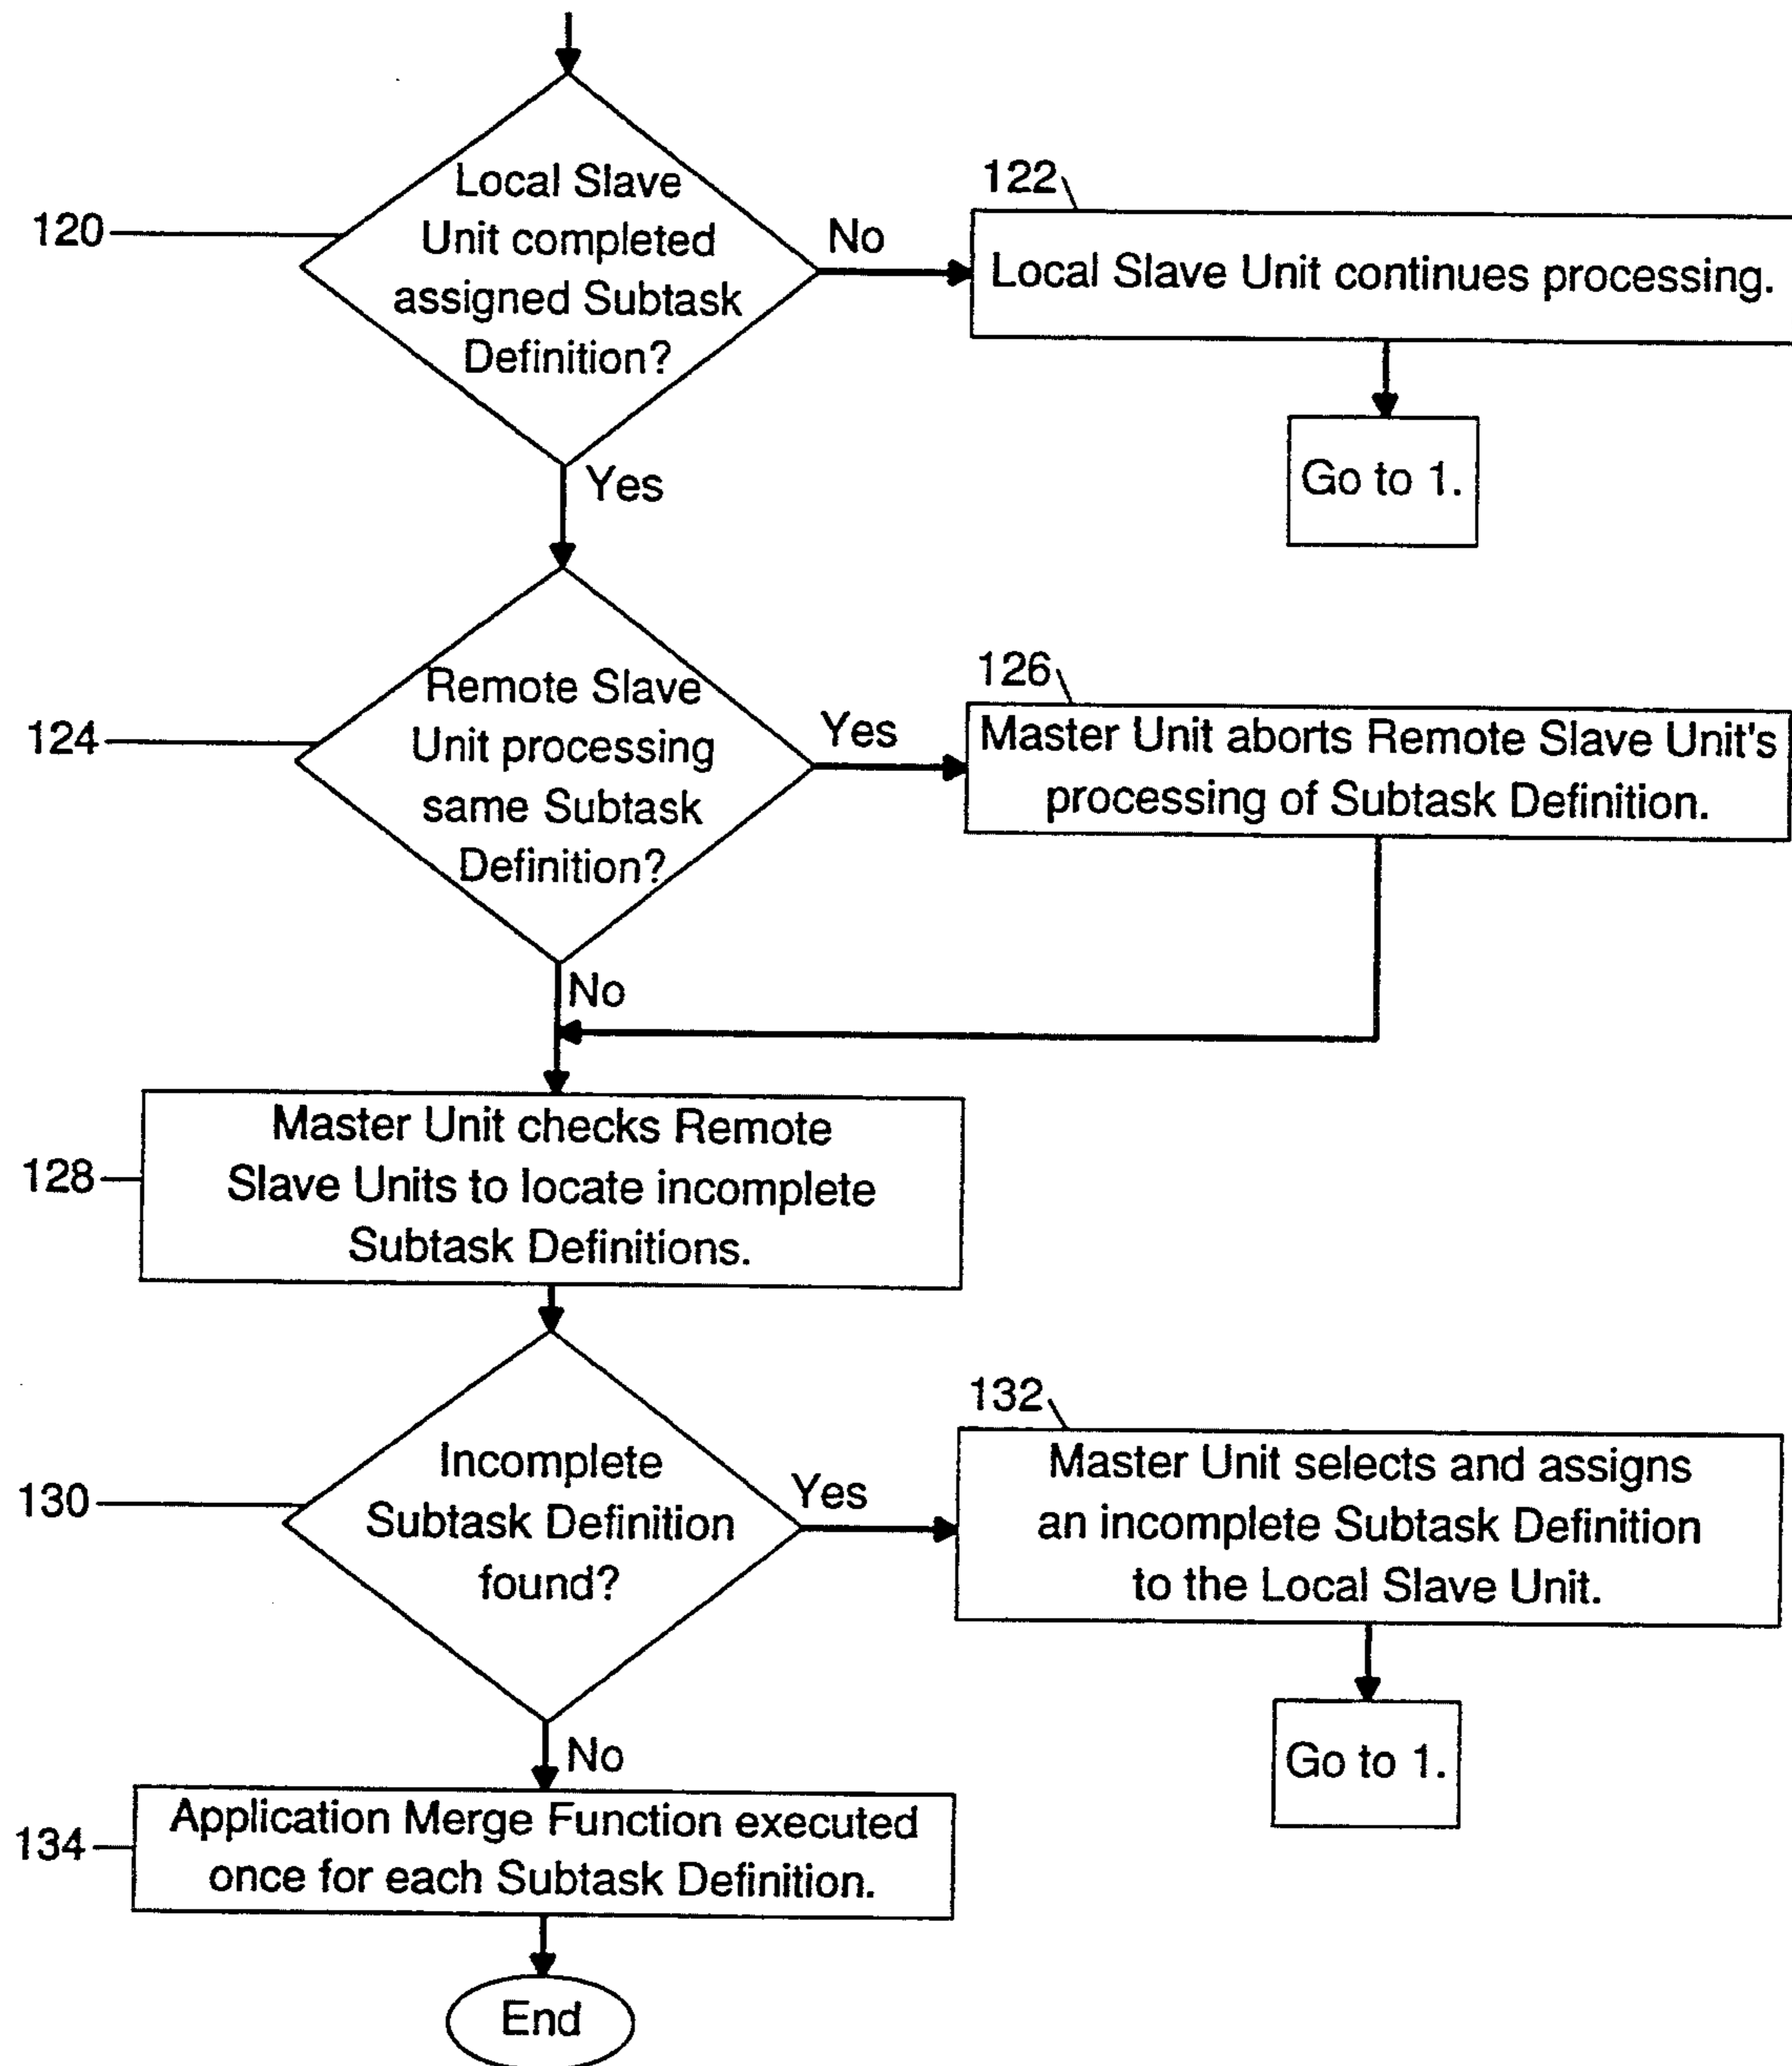 Local Slave
Unit completed
assigned Subtask
Definition?
120
No
122
Local Slave Unit continues processing.
Go to 1.
Yes
Remote Slave
Unit processing
same Subtask
Definition?
124
Yes
126
Master Unit aborts Remote Slave Unit's
processing of Subtask Definition.
No
128
Master Unit checks Remote
Slave Units to locate incomplete
Subtask Definitions.
130
Incomplete
Subtask Definition
found?
Yes
132
Master Unit selects and assigns
an incomplete Subtask Definition
to the Local Slave Unit.
Go to 1.
No
134
Application Merge Function executed
once for each Subtask Definition.
End